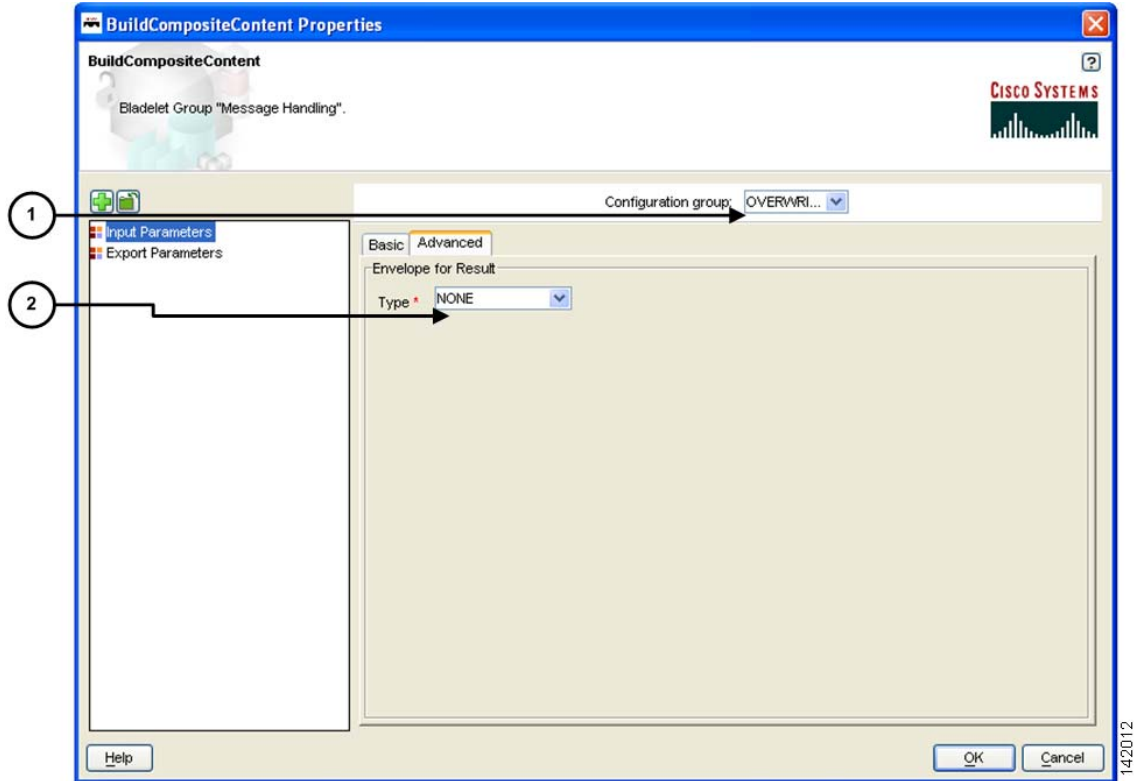 BuildCompositeContent Properties
BuildCompositeContent
?
Bladelet Group "Message Handling".
CISCO SYSTEMS
1
Configuration group: OVERWRI...
Input Parameters
Export Parameters
Basic
Advanced
Envelope for Result
2
Type * NONE
Help
OK
Cancel
142012